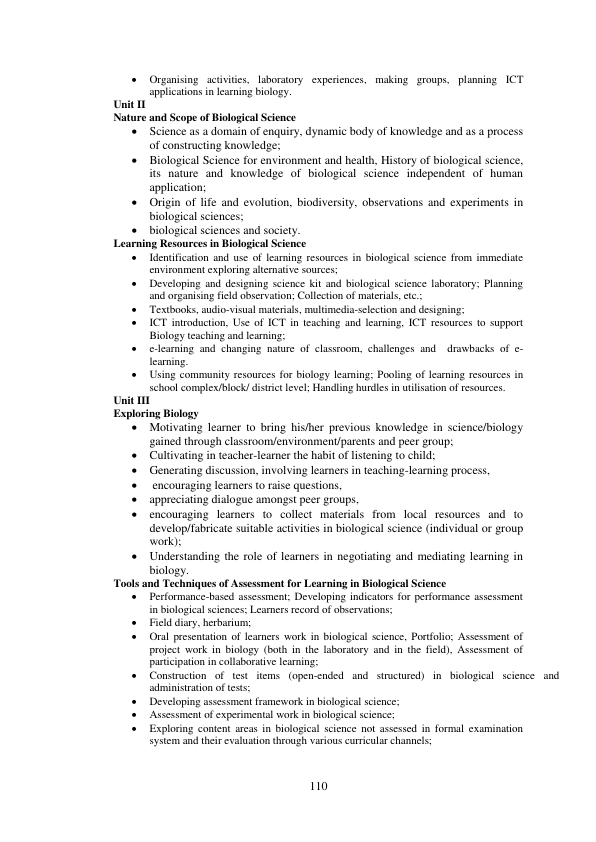 • Organising activities, laboratory experiences, making groups, planning ICT
applications in learning biology.
Unit II
Nature and Scope of Biological Science
• Science as a domain of enquiry, dynamic body of knowledge and as a process
of constructing knowledge;
• Biological Science for environment and health, History of biological science,
its nature and knowledge of biological science independent of human
application;
• Origin of life and evolution, biodiversity, observations and experiments in
biological sciences;
• biological sciences and society.
Learning Resources in Biological Science
• Identification and use of learning resources in biological science from immediate
environment exploring alternative sources;
• Developing and designing science kit and biological science laboratory; Planning
and organising field observation; Collection of materials, etc.;
• Textbooks, audio-visual materials, multimedia-selection and designing;
• ICT introduction, Use of ICT in teaching and learning, ICT resources to support
Biology teaching and learning;
• e-learning and changing nature of classroom, challenges and drawbacks of e-
learning.
• Using community resources for biology learning; Pooling of learning resources in
school complex/block/ district level; Handling hurdles in utilisation of resources.
Unit III
Exploring Biology
• Motivating learner to bring his/her previous knowledge in science/biology
gained through classroom/environment/parents and peer group;
• Cultivating in teacher-learner the habit of listening to child;
• Generating discussion, involving learners in teaching-learning process,
• encouraging learners to raise questions,
• appreciating dialogue amongst peer groups,
• encouraging learners to collect materials from local resources and to
develop/fabricate suitable activities in biological science (individual or group
work);
• Understanding the role of learners in negotiating and mediating learning in
biology.
Tools and Techniques of Assessment for Learning in Biological Science
• Performance-based assessment; Developing indicators for performance assessment
in biological sciences; Learners record of observations;
• Field diary, herbarium;
• Oral presentation of learners work in biological science, Portfolio; Assessment of
project work in biology (both in the laboratory and in the field), Assessment of
participation in collaborative learning;
• Construction of test items (open-ended and structured) in biological science and
administration of tests;
• Developing assessment framework in biological science;
• Assessment of experimental work in biological science;
• Exploring content areas in biological science not assessed in formal examination
system and their evaluation through various curricular channels;
110